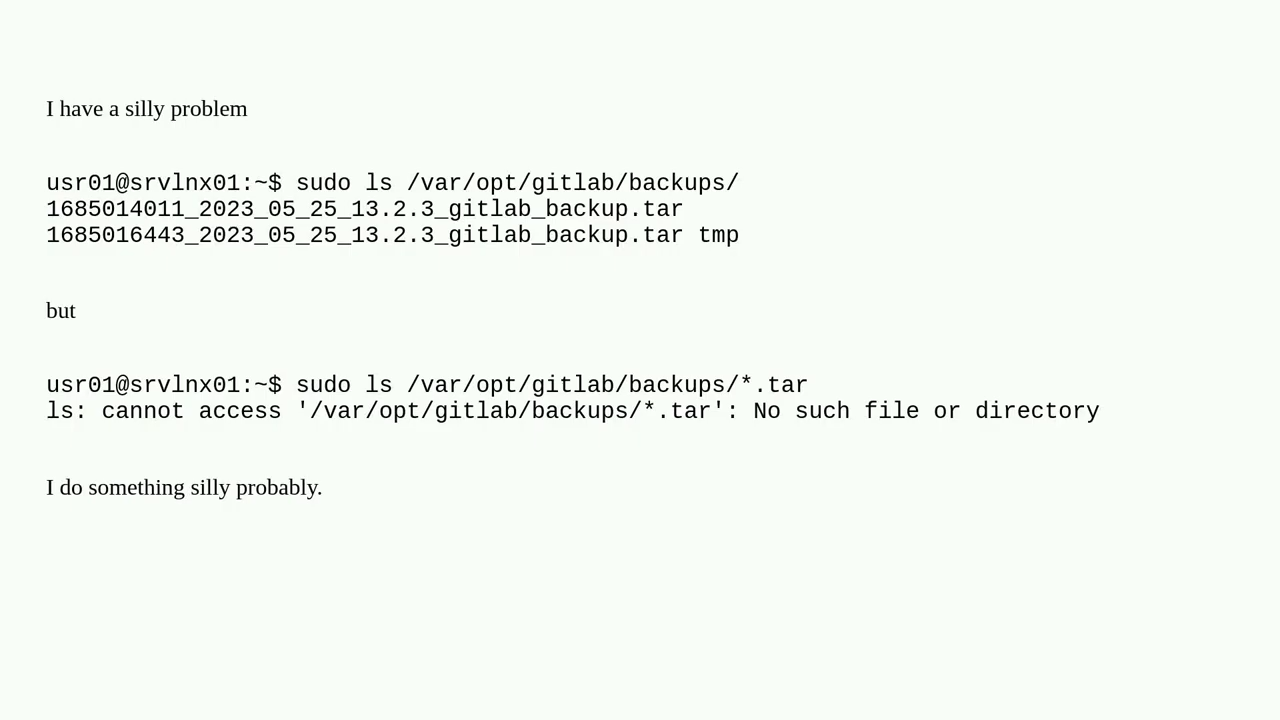 I have a silly problem
usr01@srvlnx01:~$ sudo ls /var/opt/gitlab/backups/
1685014011_2023_05_25_13.2.3_gitlab_backup.tar
1685016443_2023_05_25_13.2.3_gitlab_backup.tar tmp
but
usr01@srvlnx01:~$ sudo ls /var/opt/gitlab/backups/*.tar
ls: cannot access '/var/opt/gitlab/backups/*.tar': No such file or directory
I do something silly probably.